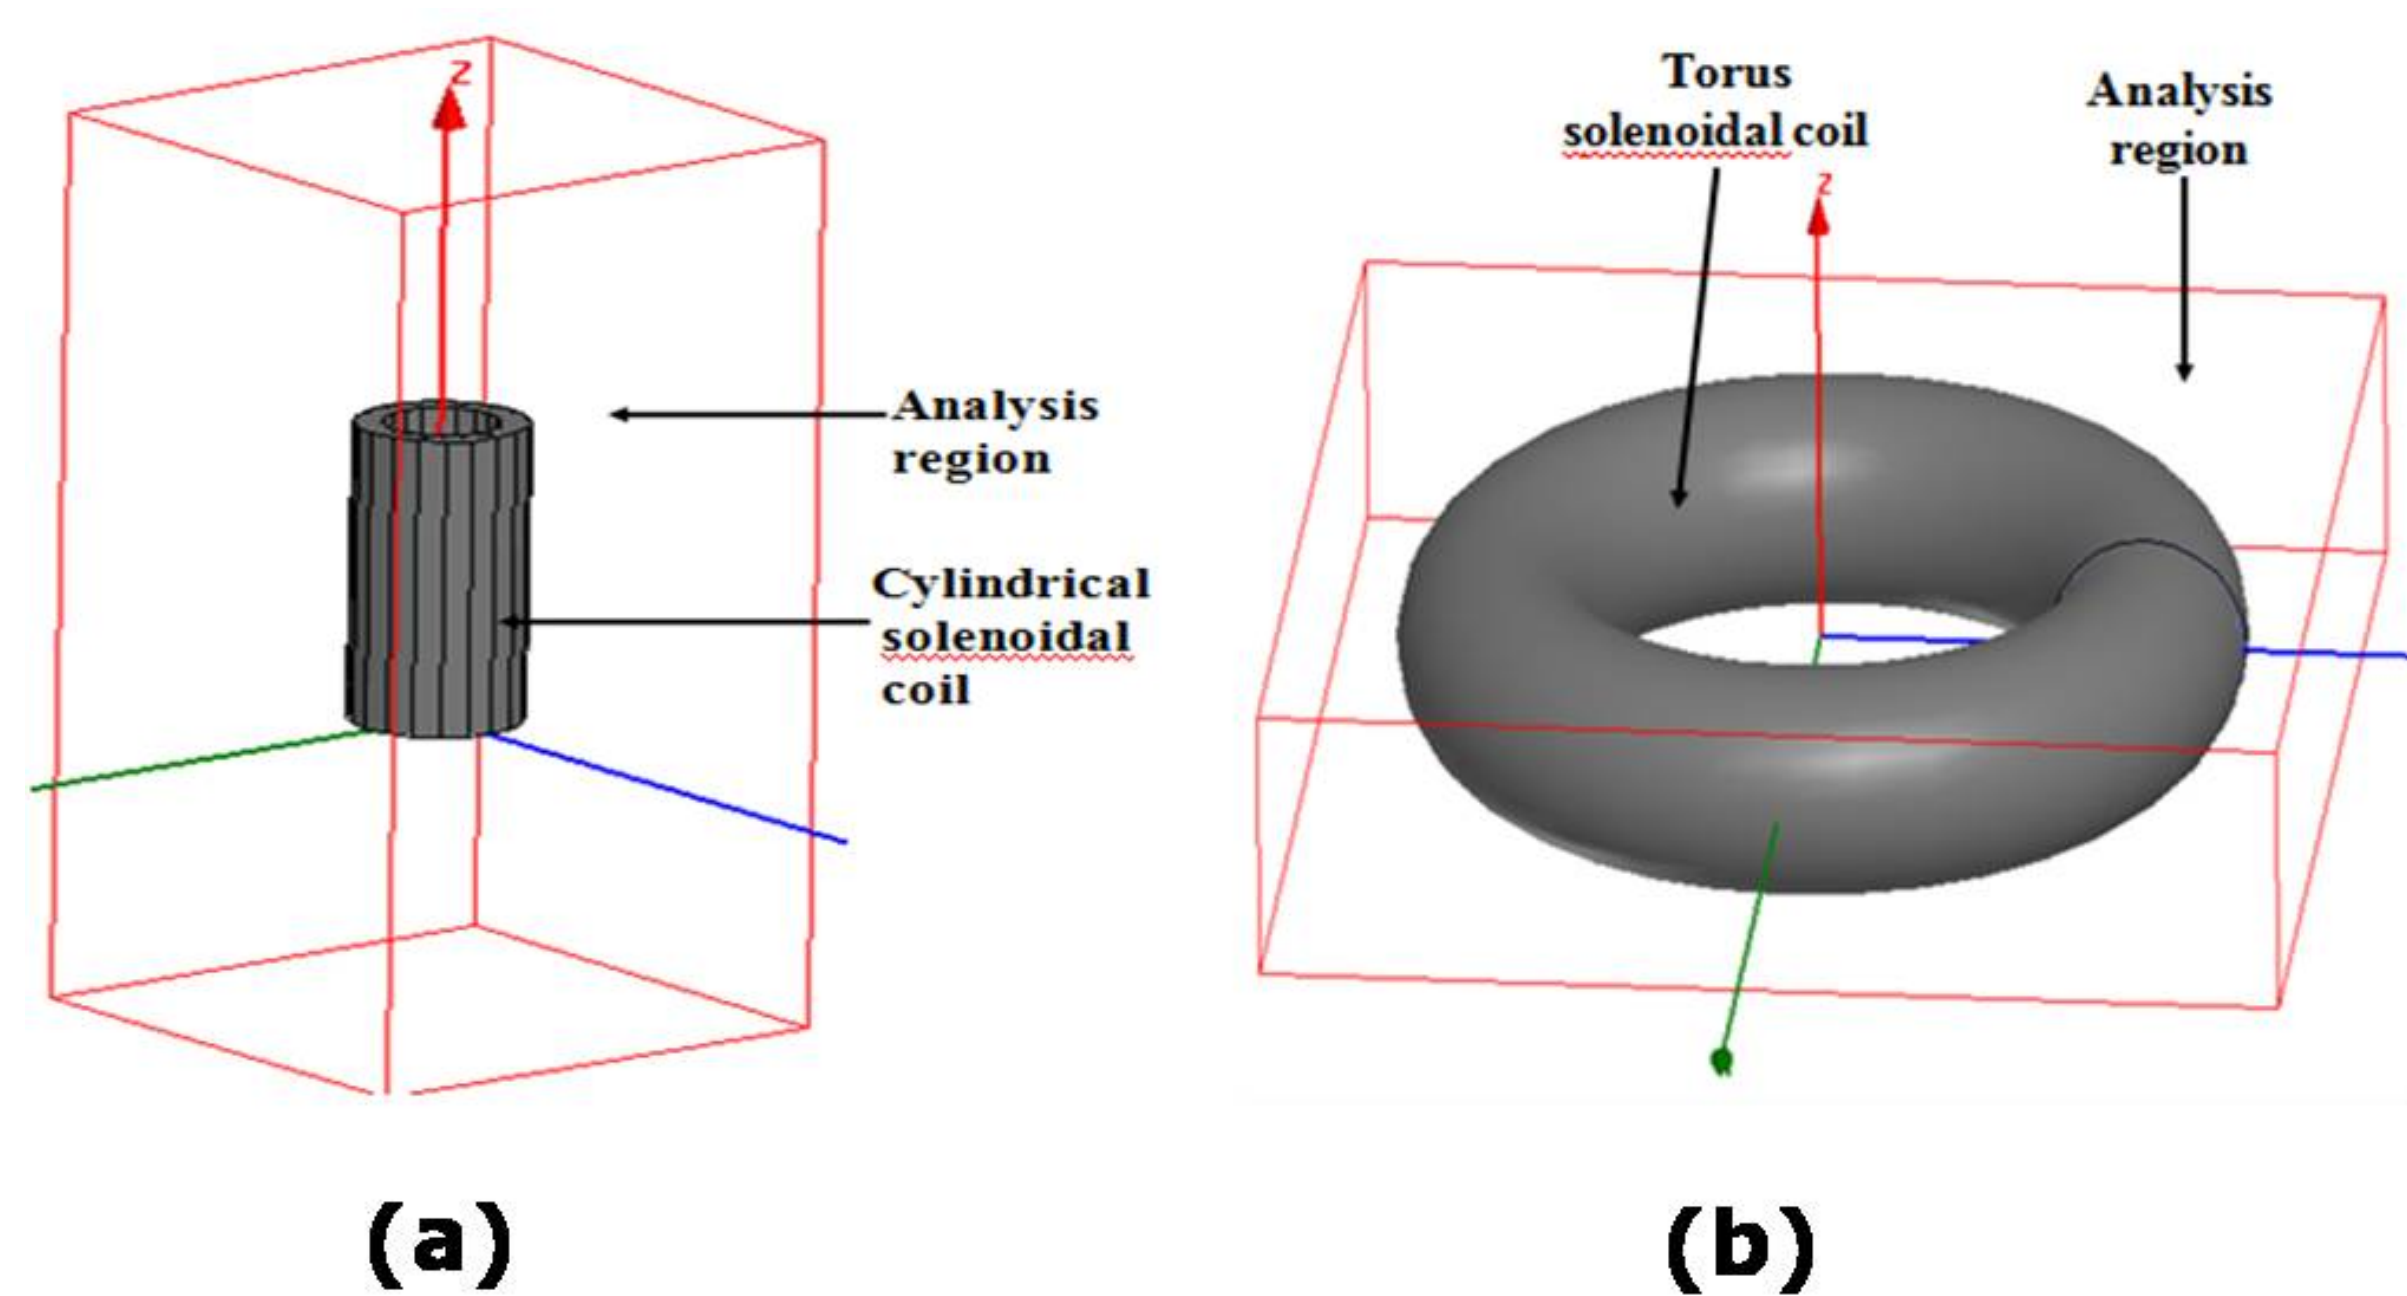 Z
Analysis
region
Cylindrical
solenoidal
coil
(a)
Torus
solenoidal coil
Analysis
region
Z
(b)